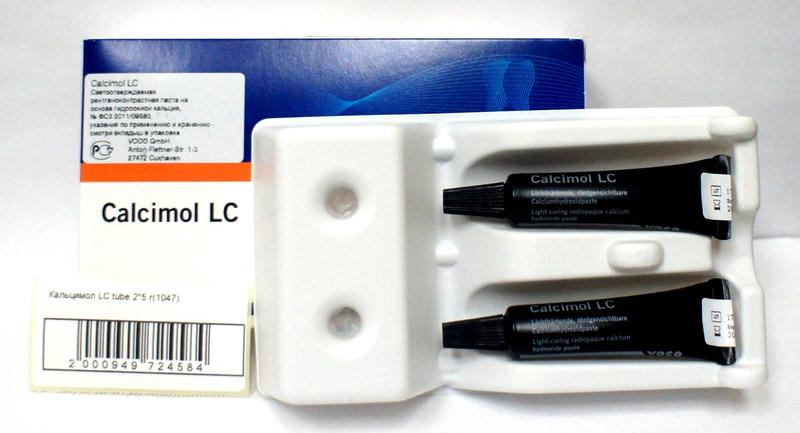 Calcimol LC
Светоотверждаемая
рентгеноконтрастная паста на
основе гидроокиси кальция,
№ ФСЗ 2011/09580,
указания по применению и хранению-
смотри вкладыш в упаковке
VOCO GmbH
Anton-Flettner-Str 1-3
27472 Cuxhaven
Calcimol LC
Кальцимол LC tube 2*5 г(1047)
2 000949 724584
Calcimol LC
Lichthärtende, röntgensichtbare
Calciumhydroxidpaste
Light-curing radiopaque calcium
hydroxide paste
voco
Calcimol LC
Lichthärtende, röntgensichtbare
Calciumhydroxidpaste
Light-curing radiopaque calcium
hydroxide paste
voco